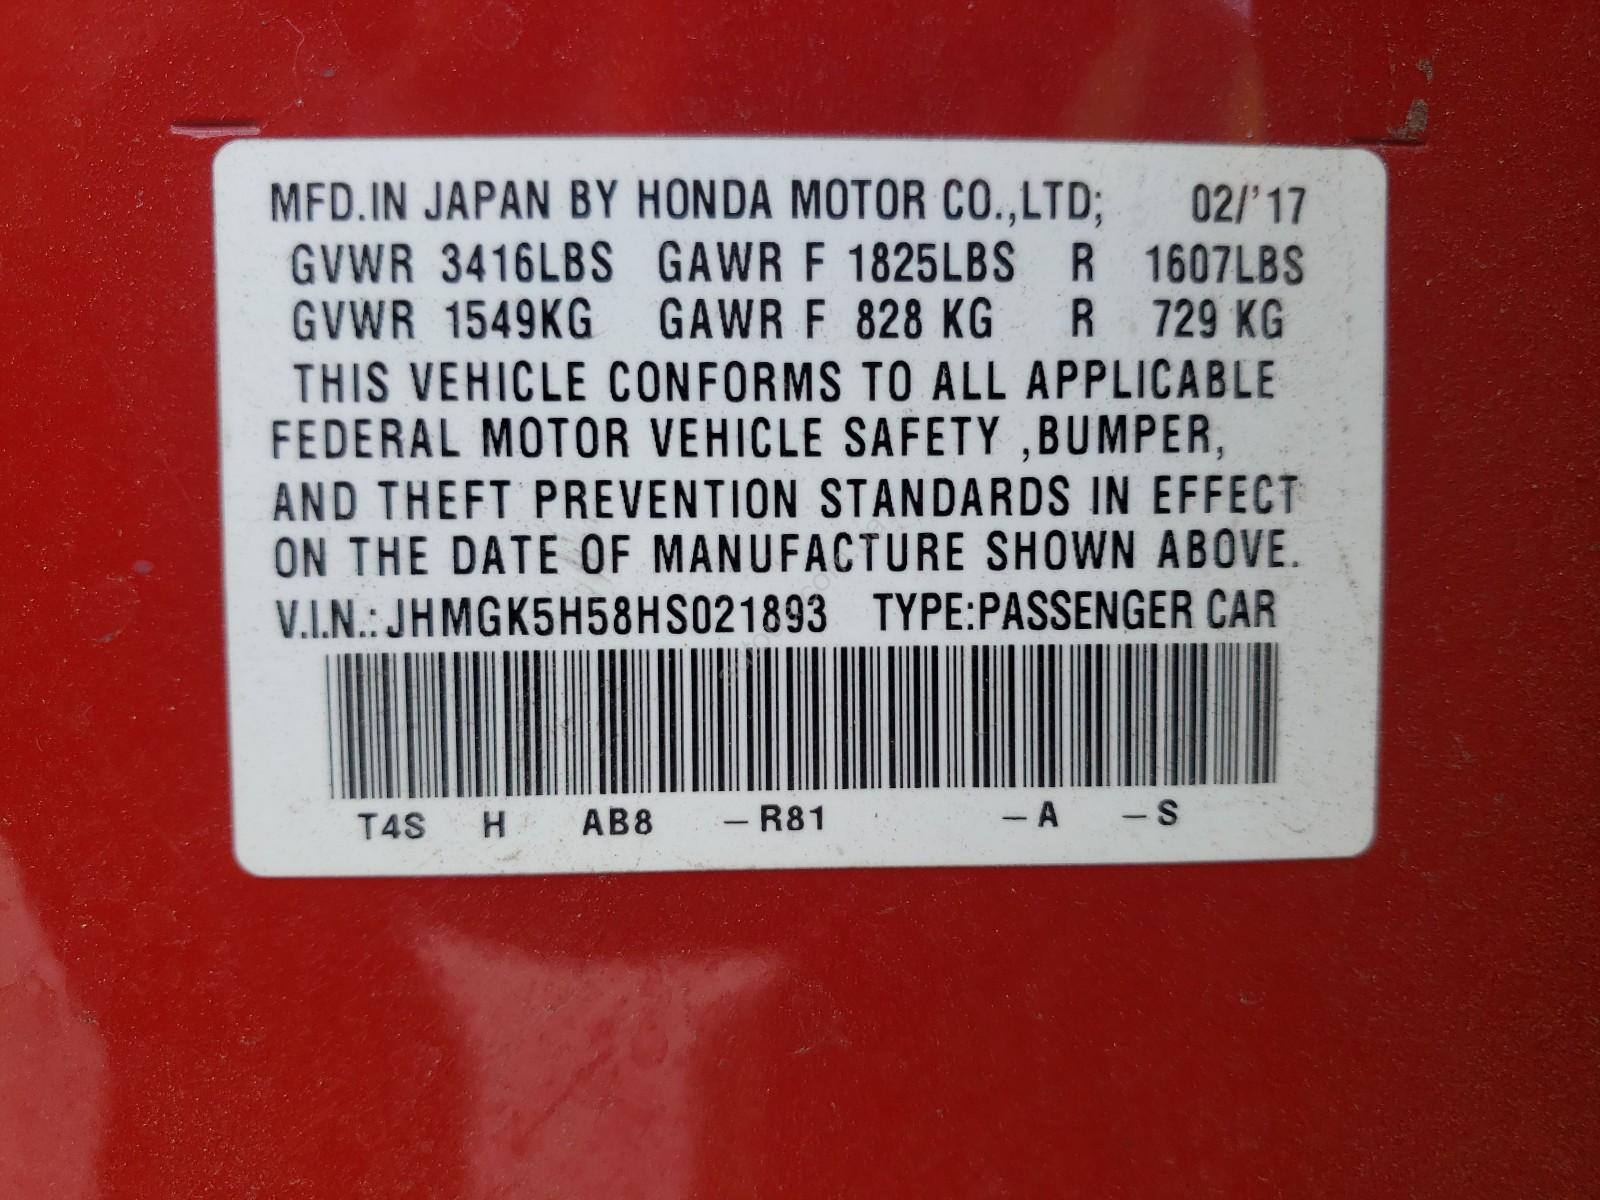 MFD.IN JAPAN BY HONDA MOTOR CO.,LTD; 02/'17
GVWR 3416LBS GAWR F 1825LBS R 1607LBS
GVWR 1549KG GAWR F 828 KG R 729 KG
THIS VEHICLE CONFORMS TO ALL APPLICABLE
FEDERAL MOTOR VEHICLE SAFETY ,BUMPER,
AND THEFT PREVENTION STANDARDS IN EFFECT
ON THE DATE OF MANUFACTURE SHOWN ABOVE.
V.I.N.: JHMGK5H58HS021893 TYPE:PASSENGER CAR
T4S H AB8 –R81 –A –S